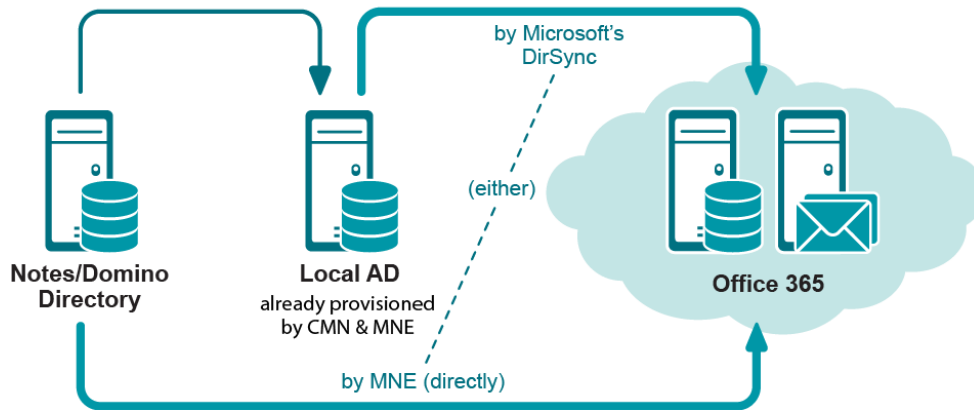 by Microsoft's
DirSync
(either)
Notes/Domino
Directory
Local AD
already provisioned
by CMN & MNE
Office 365
by MNE (directly)